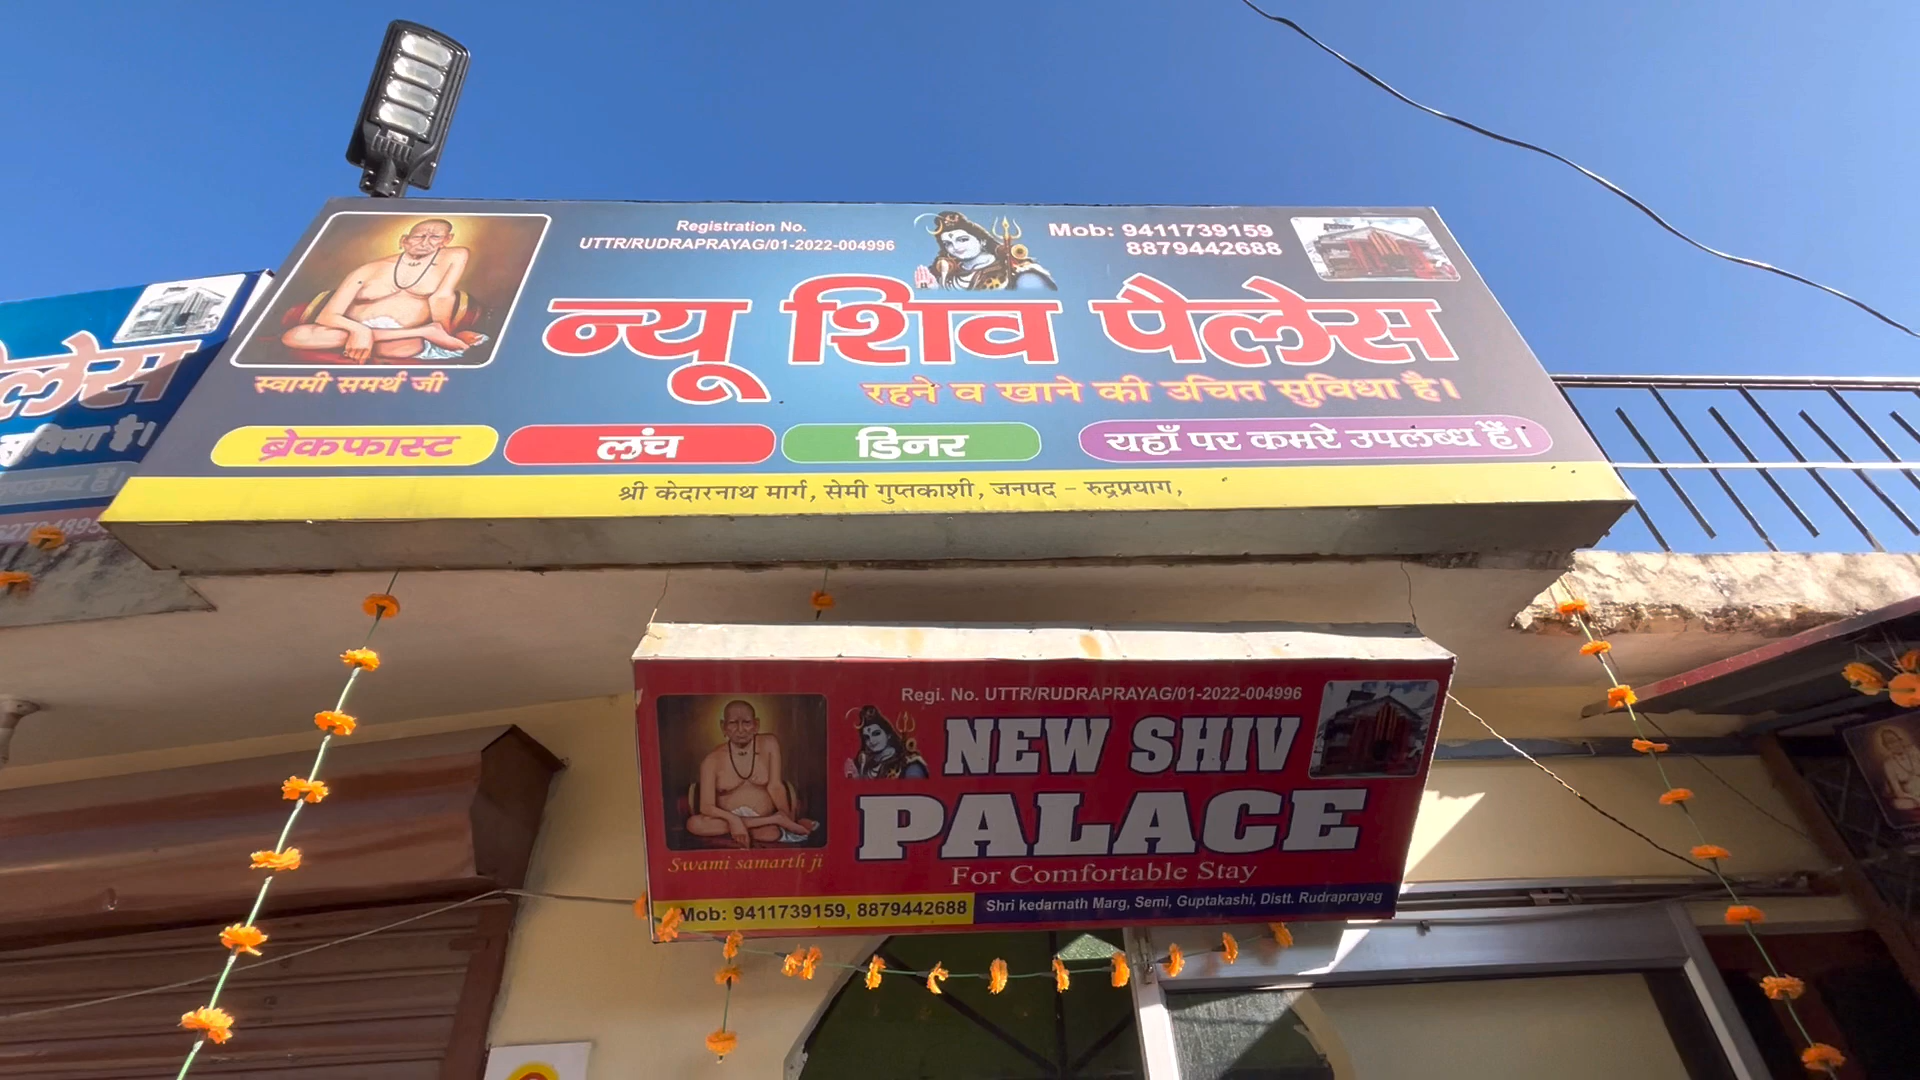 Registration No.
UTTR/RUDRAPRAYAG/01-2022-004996
Mob: 9411739159
8879442688
न्यू शिव पैलेस
स्वामी समर्थ जी
रहने व खाने की उचित सुविधा है।
ब्रेकफास्ट लंच डिनर यहाँ पर कमरे उपलब्ध हैं।
श्री केदारनाथ मार्ग, सेमी गुप्तकाशी, जनपद - रुद्रप्रयाग,
सुविधा है।
Regi. No. UTTR/RUDRAPRAYAG/01-2022-004996
NEW SHIV
PALACE
Swami samarth ji
For Comfortable Stay
Mob: 9411739159, 8879442688
Shri kedarnath Marg, Semi, Guptakashi, Distt. Rudraprayag